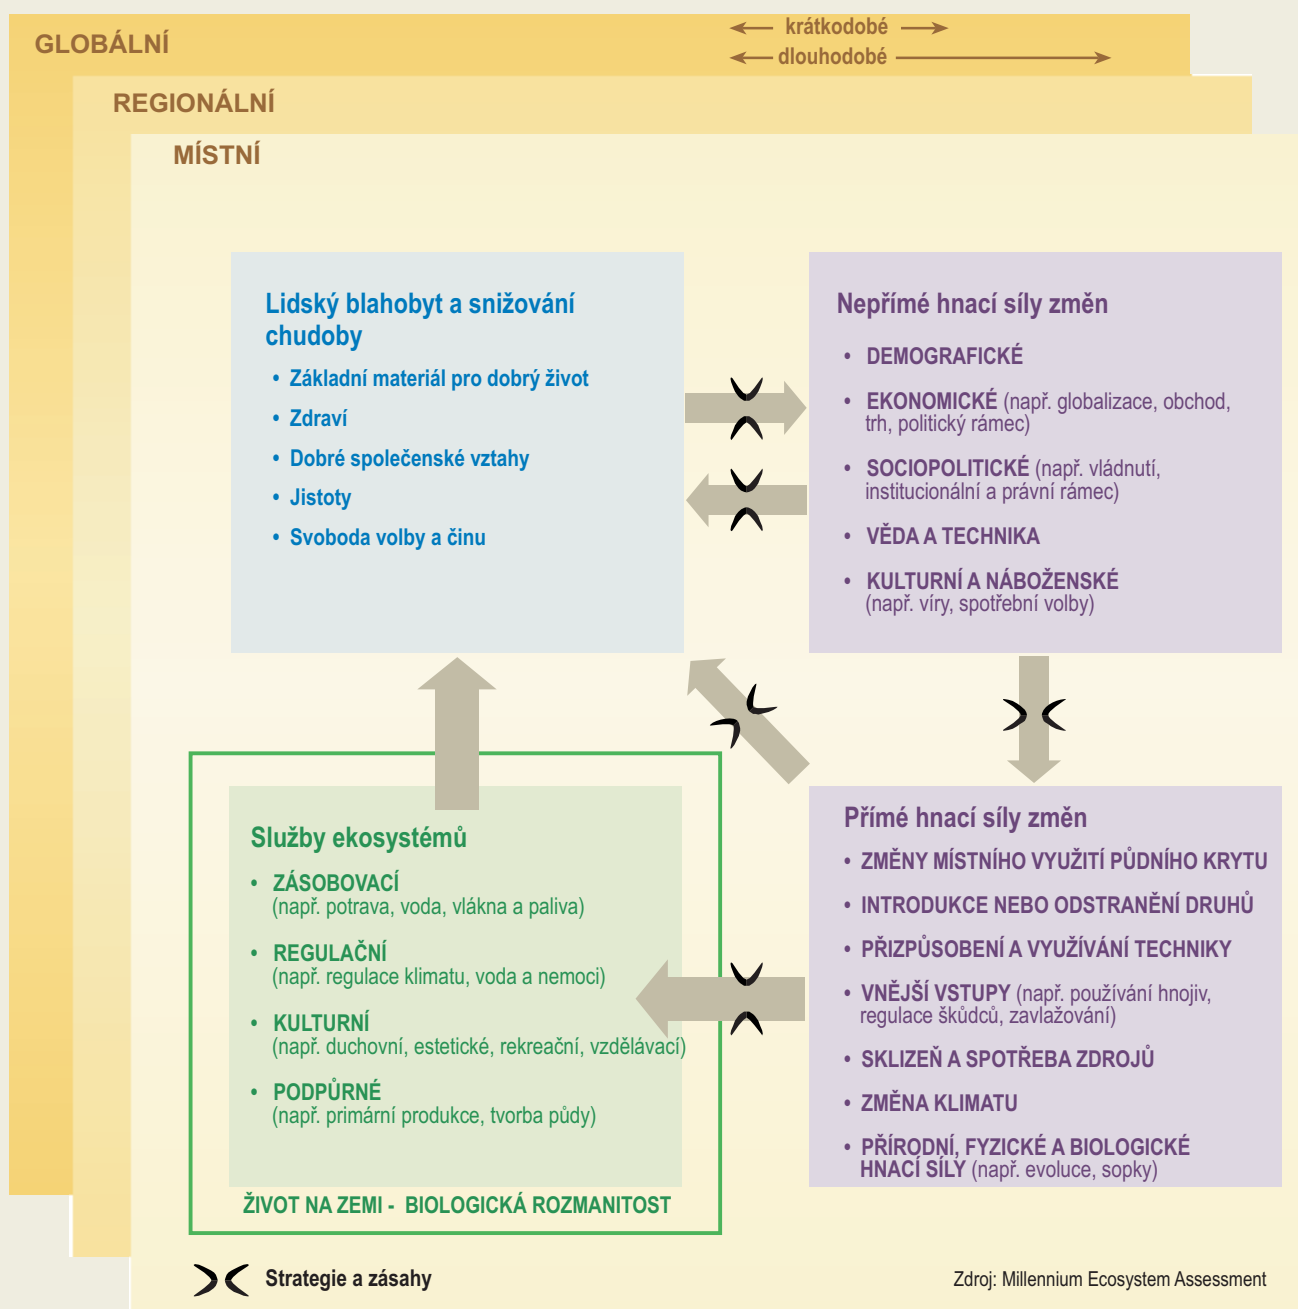 GLOBÁLNÍ
krátkodobé
dlouhodobé
REGIONÁLNÍ
MÍSTNÍ
Lidský blahobyt a snižování
chudoby
• Základní materiál pro dobrý život
• Zdraví
• Dobré společenské vztahy
• Jistoty
• Svoboda volby a činu
Nepřímé hnací síly změn
• DEMOGRAFICKÉ
• EKONOMICKÉ (např. globalizace, obchod,
trh, politický rámec)
• SOCIOPOLITICKÉ (např. vládnutí,
institucionální a právní rámec)
• VĚDA A TECHNIKA
• KULTURNÍ A NÁBOŽENSKÉ
(např. víry, spotřební volby)
Služby ekosystémů
• ZÁSOBOVACÍ
(např. potrava, voda, vlákna a paliva)
• REGULAČNÍ
(např. regulace klimatu, voda a nemoci)
• KULTURNÍ
(např. duchovní, estetické, rekreační, vzdělávací)
• PODPŮRNÉ
(např. primární produkce, tvorba půdy)
ŽIVOT NA ZEMI - BIOLOGICKÁ ROZMANITOST
Přímé hnací síly změn
• ZMĚNY MÍSTNÍHO VYUŽITÍ PŮDNÍHO KRYTU
• INTRODUKCE NEBO ODSTRANĚNÍ DRUHŮ
• PŘIZPŮSOBENÍ A VYUŽÍVÁNÍ TECHNIKY
• VNĚJŠÍ VSTUPY (např. používání hnojiv,
regulace škůdců, zavlažování)
• SKLIZEŇ A SPOTŘEBA ZDROJŮ
• ZMĚNA KLIMATU
• PŘÍRODNÍ, FYZICKÉ A BIOLOGICKÉ
HNACÍ SÍLY (např. evoluce, sopky)
Strategie a zásahy
Zdroj: Millennium Ecosystem Assessment